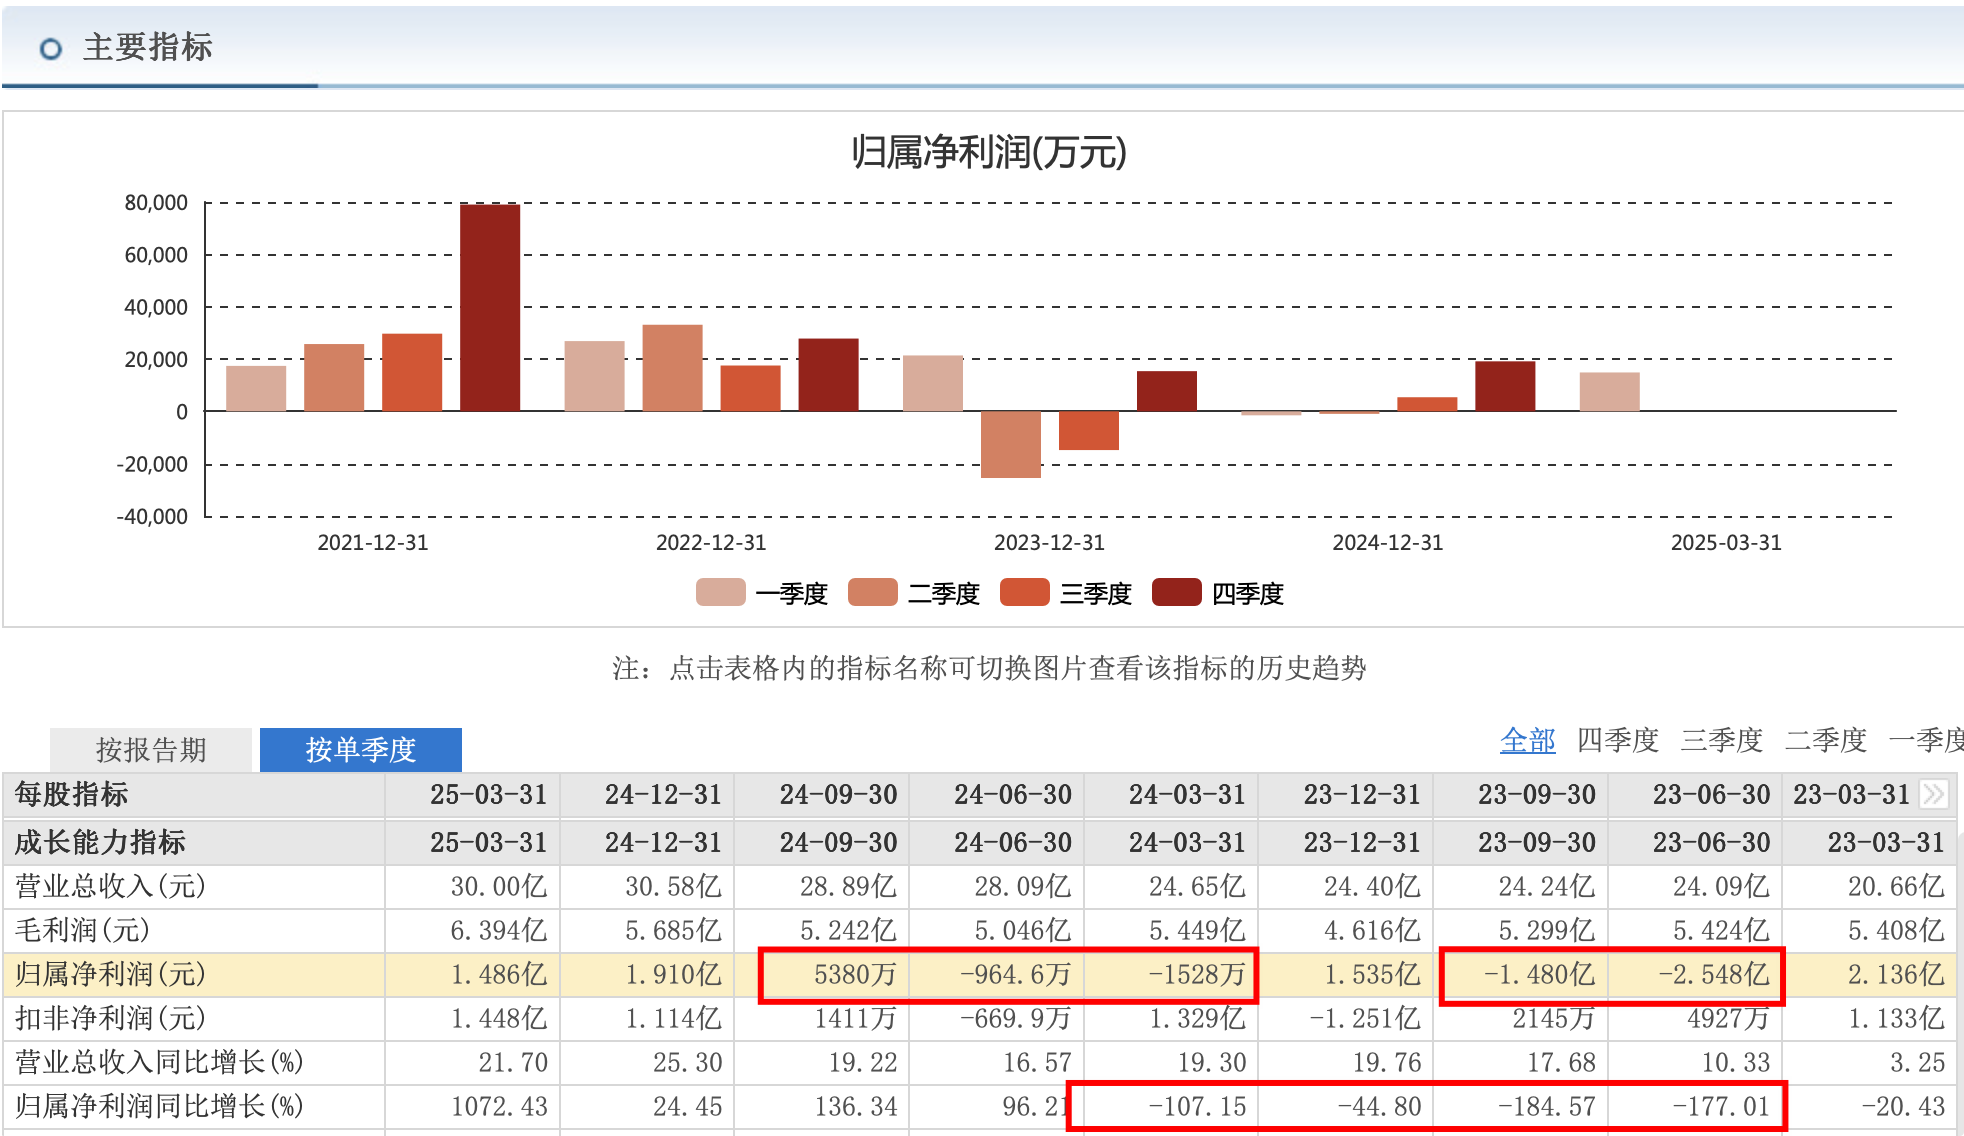 主要指标
归属净利润(万元)
80,000
60,000
40,000
20,000
0
-20,000
-40,000
2021-12-31 2022-12-31 2023-12-31 2024-12-31 2025-03-31
一季度 二季度 三季度 四季度
注：点击表格内的指标名称可切换图片查看该指标的历史趋势
全部 四季度 三季度 二季度 一季度
按报告期 按单季度
每股指标 25-03-31 24-12-31 24-09-30 24-06-30 24-03-31 23-12-31 23-09-30 23-06-30 23-03-31
成长能力指标 25-03-31 24-12-31 24-09-30 24-06-30 24-03-31 23-12-31 23-09-30 23-06-30 23-03-31
营业总收入(元) 30.00亿 30.58亿 28.89亿 28.09亿 24.65亿 24.40亿 24.24亿 24.09亿 20.66亿
毛利润(元) 6.394亿 5.685亿 5.242亿 5.046亿 5.449亿 4.616亿 5.299亿 5.424亿 5.408亿
归属净利润(元) 1.486亿 1.910亿 5380万 -964.6万 -1528万 1.535亿 -1.480亿 -2.548亿 2.136亿
扣非净利润(元) 1.448亿 1.114亿 1411万 -669.9万 1.329亿 -1.251亿 2145万 4927万 1.133亿
营业总收入同比增长(%) 21.70 25.30 19.22 16.57 19.30 19.76 17.68 10.33 3.25
归属净利润同比增长(%) 1072.43 24.45 136.34 96.21 -107.15 -44.80 -184.57 -177.01 -20.43